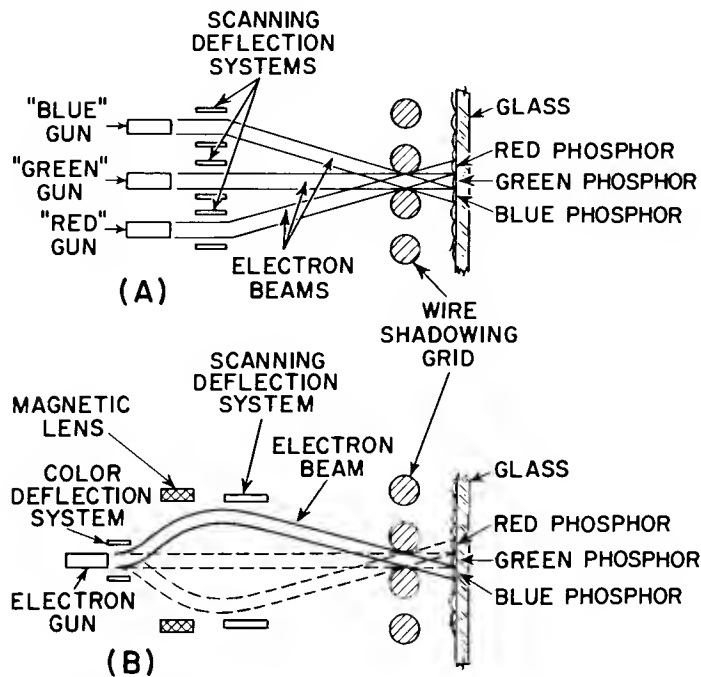 SCANNING
DEFLECTION
SYSTEMS
"BLUE"
GUN
"GREEN"
GUN
"RED"
GUN
ELECTRON
BEAMS
(A)
GLASS
RED PHOSPHOR
GREEN PHOSPHOR
BLUE PHOSPHOR
WIRE
SHADOWING
GRID
SCANNING
DEFLECTION
SYSTEM
MAGNETIC
LENS
ELECTRON
BEAM
COLOR
DEFLECTION
SYSTEM
ELECTRON
GUN
(B)
GLASS
RED PHOSPHOR
GREEN PHOSPHOR
BLUE PHOSPHOR